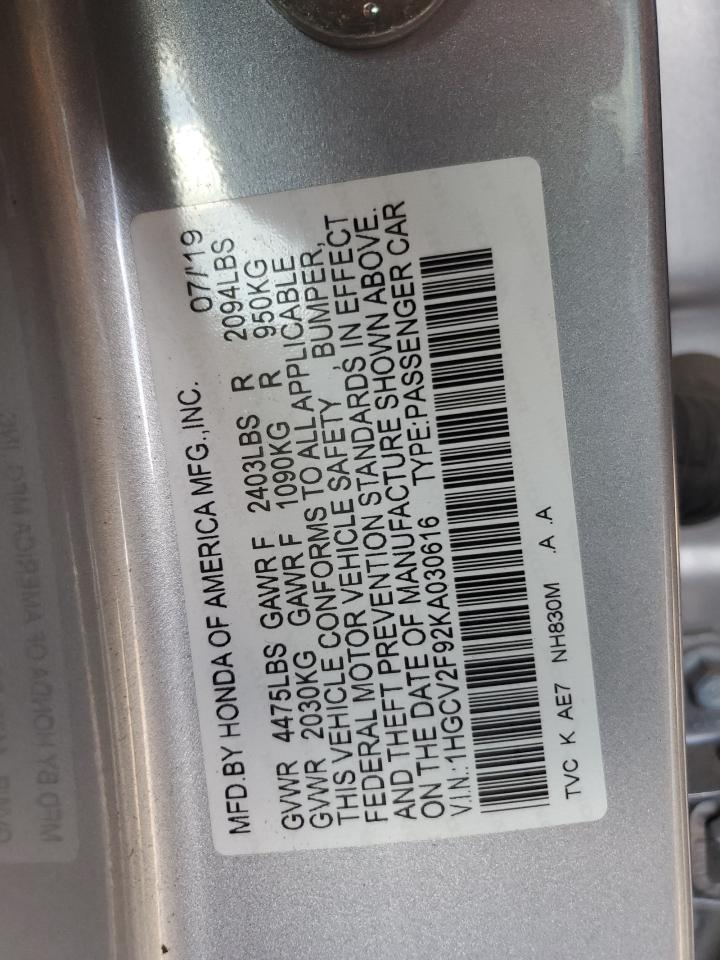 MFD.BY HONDA OF AMERICA MFG.,INC. 07/'19
GVWR 4475LBS GAWR F 2403LBS R 2094LBS
GVWR 2030KG GAWR F 1090KG R 950KG
THIS VEHICLE CONFORMS TO ALL APPLICABLE
FEDERAL MOTOR VEHICLE SAFETY , BUMPER,
AND THEFT PREVENTION STANDARDS IN EFFECT
ON THE DATE OF MANUFACTURE SHOWN ABOVE.
V.I.N.:1HGCV2F92KA030616 TYPE:PASSENGER CAR
TVC K AE7 NH830M .A .A